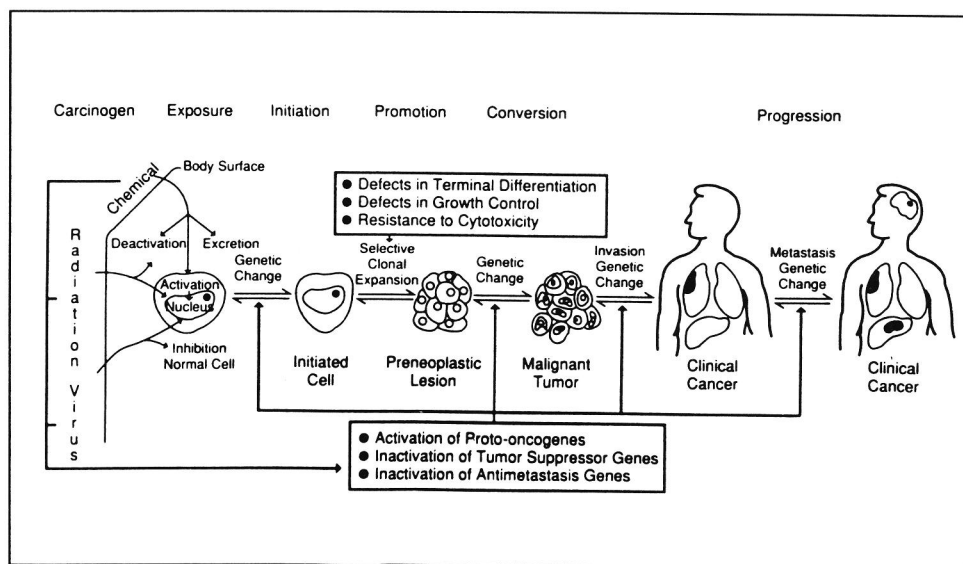 Carcinogen Exposure Initiation Promotion Conversion Progression
Chemical
Body Surface
Radiation Virus
Deactivation
Excretion
Activation
Nucleus
Inhibition
Normal Cell
Genetic
Change
Initiated
Cell
● Defects in Terminal Differentiation
● Defects in Growth Control
● Resistance to Cytotoxicity
Selective
Clonal
Expansion
Preneoplastic
Lesion
Genetic
Change
Malignant
Tumor
Invasion
Genetic
Change
Clinical
Cancer
Metastasis
Genetic
Change
Clinical
Cancer
● Activation of Proto-oncogenes
● Inactivation of Tumor Suppressor Genes
● Inactivation of Antimetastasis Genes